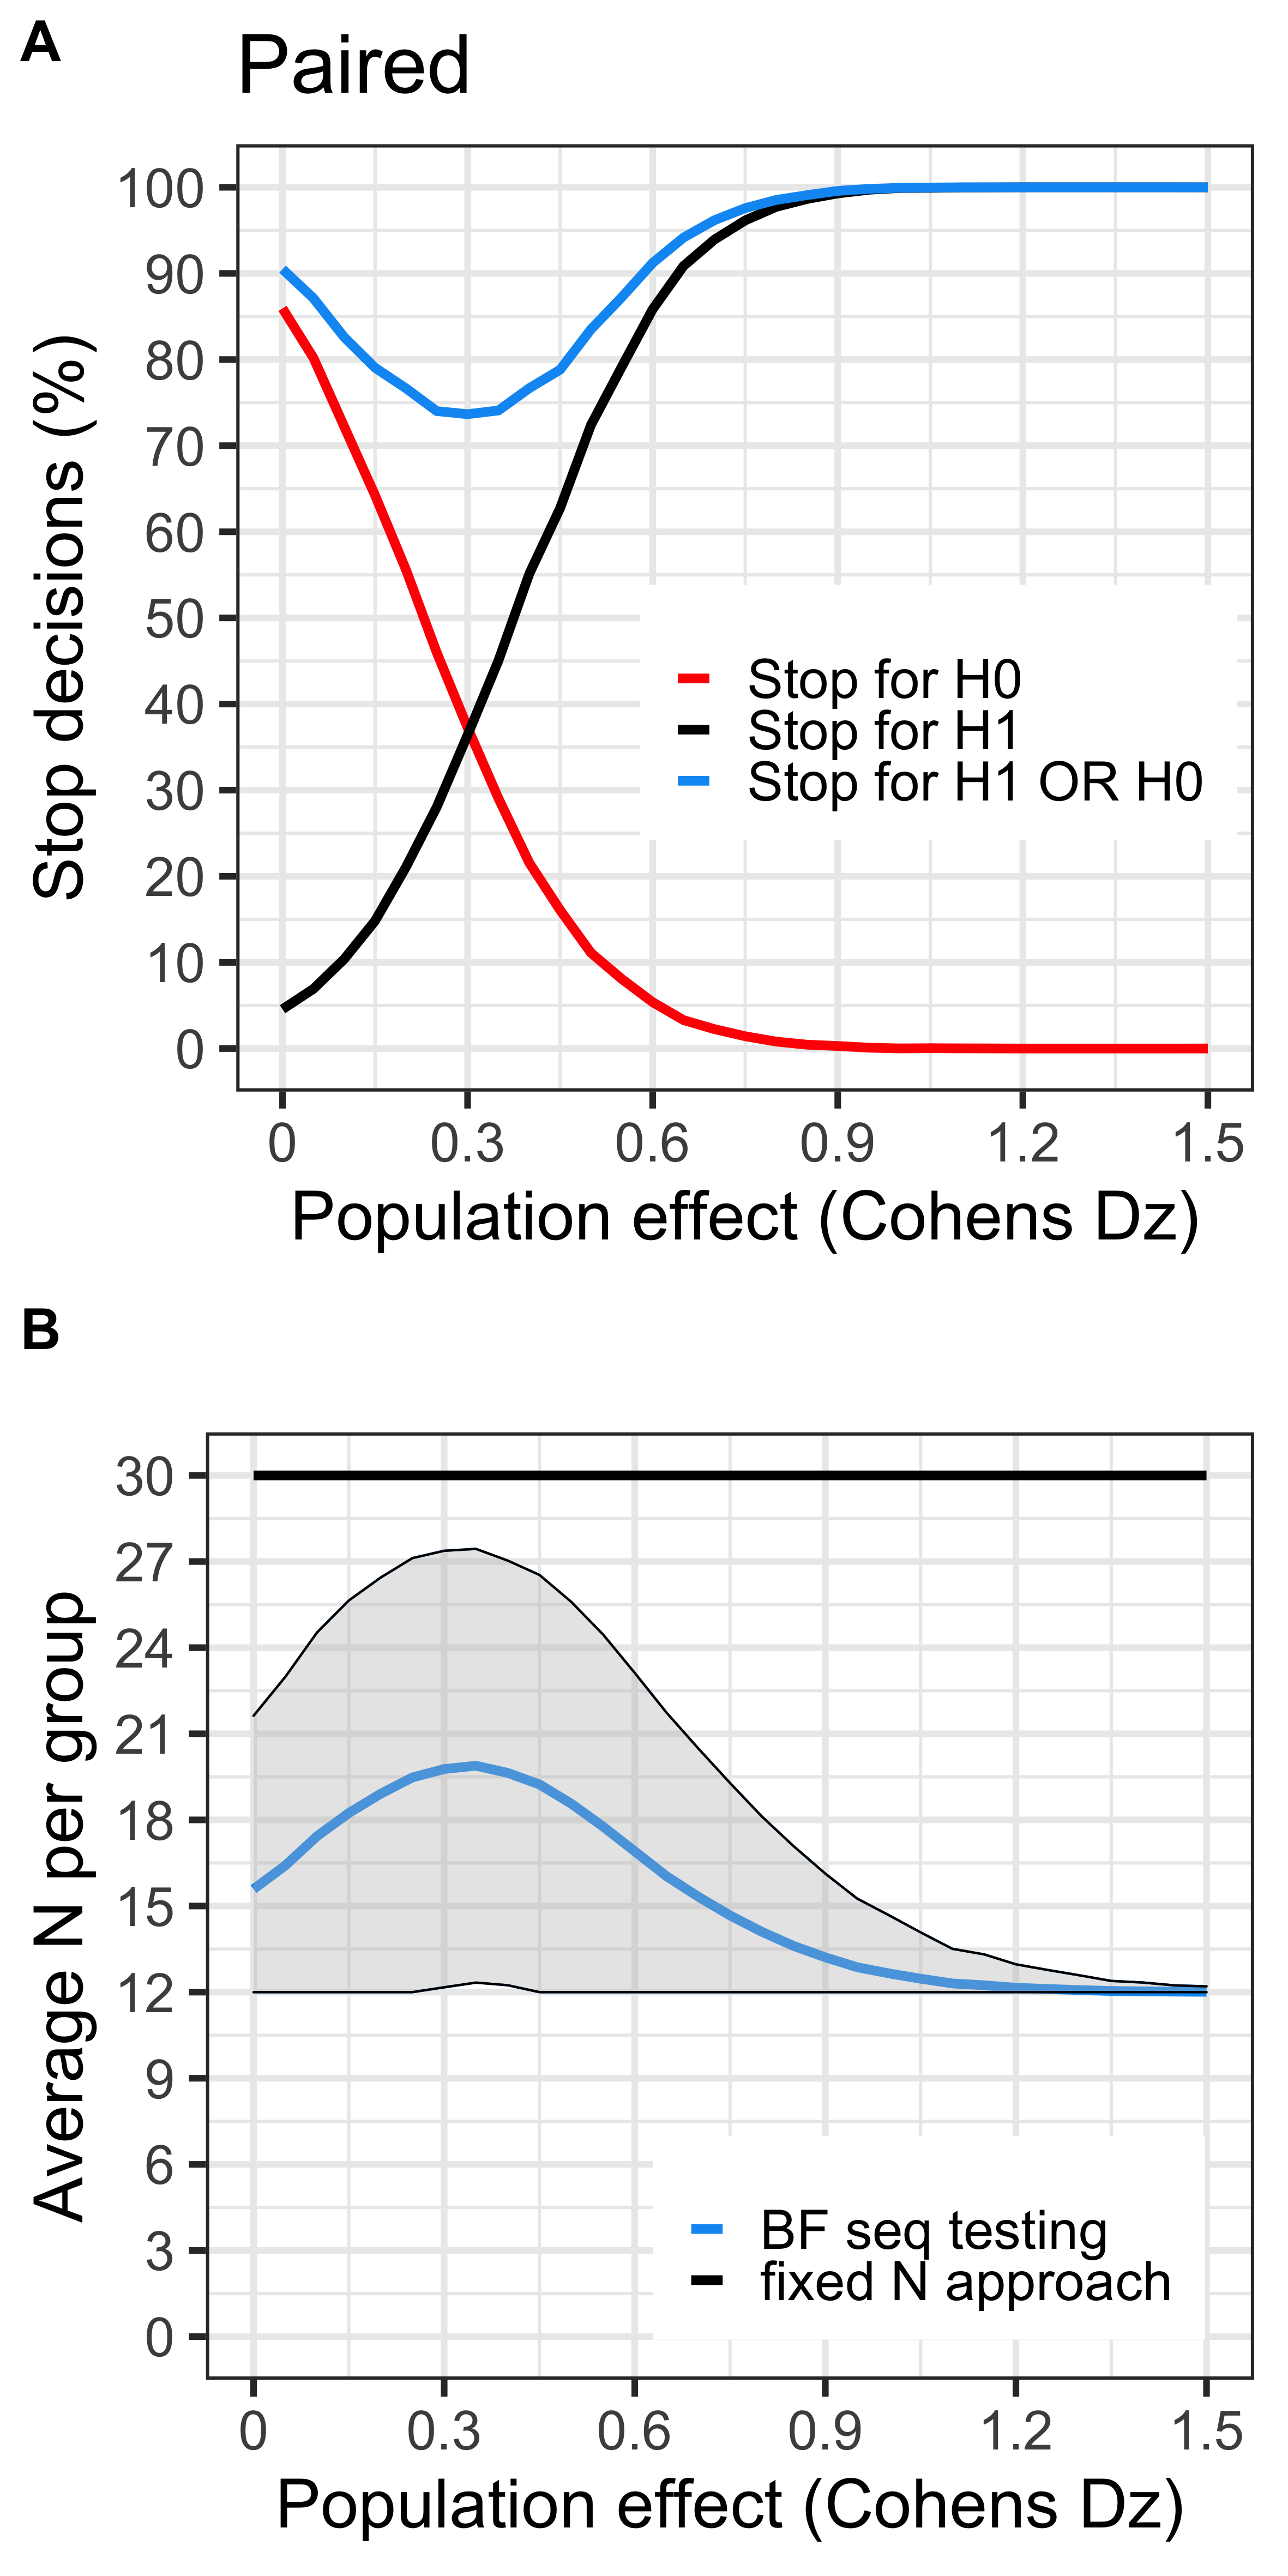 A
Paired
Stop decisions (%)
100
90
80
70
60
50
40
30
20
10
0
Stop for H0
Stop for H1
Stop for H1 OR H0
0 0.3 0.6 0.9 1.2 1.5
Population effect (Cohens Dz)
B
Average N per group
30
27
24
21
18
15
12
9
6
3
0
BF seq testing
fixed N approach
0 0.3 0.6 0.9 1.2 1.5
Population effect (Cohens Dz)